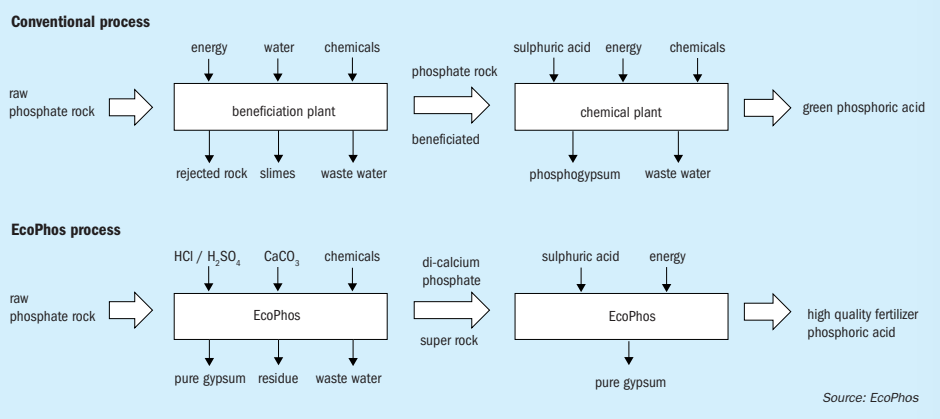 Conventional process
energy water chemicals
sulphuric acid energy chemicals
raw
phosphate rock
beneficiation plant
phosphate rock
beneficiated
chemical plant
green phosphoric acid
rejected rock slimes waste water
phosphogypsum waste water
EcoPhos process
HCl / H₂SO₄ CaCO₃ chemicals
sulphuric acid energy
raw
phosphate rock
EcoPhos
di-calcium
phosphate
super rock
EcoPhos
high quality fertilizer
phosphoric acid
pure gypsum residue waste water
pure gypsum
Source: EcoPhos